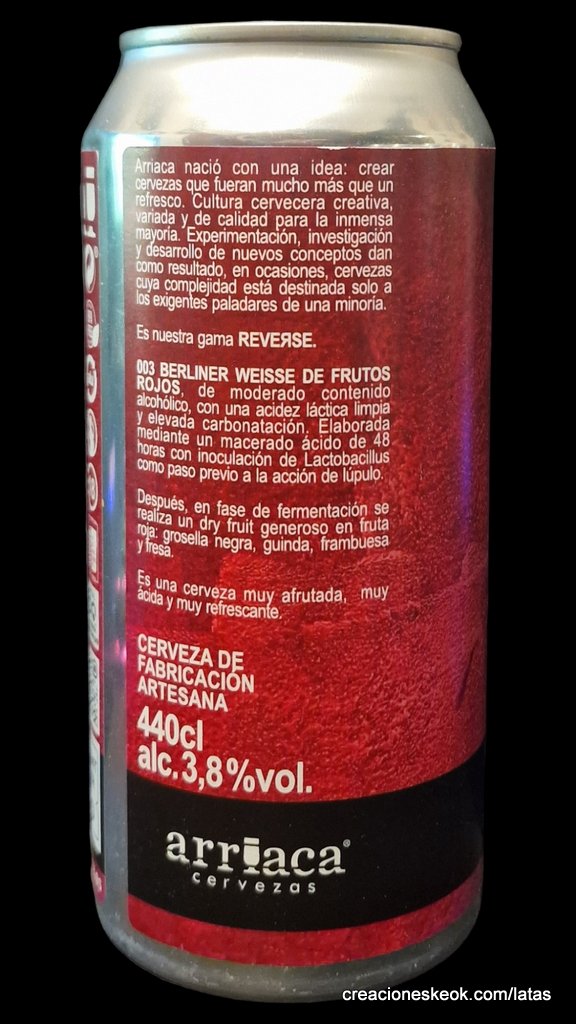 Arriaca nació con una idea: crear
cervezas que fueran mucho más que un
refresco. Cultura cervecera creativa,
variada y de calidad para la inmensa
mayoría. Experimentación, investigación
y desarrollo de nuevos conceptos dan
como resultado, en ocasiones, cervezas
cuya complejidad está destinada solo a
los exigentes paladares de una minoría.
Es nuestra gama REVEЯSE.
003 BERLINER WEISSE DE FRUTOS
ROJOS, de moderado contenido
alcohólico, con una acidez láctica limpia
y elevada carbonatación. Elaborada
mediante un macerado ácido de 48
horas con inoculación de Lactobacillus
como paso previo a la acción de lúpulo.
Después, en fase de fermentación se
realiza un dry fruit generoso en fruta
roja: grosella negra, guinda, frambuesa
y fresa.
Es una cerveza muy afrutada, muy
ácida y muy refrescante.
CERVEZA DE
FABRICACIÓN
ARTESANA
440cl
alc.3,8%vol.
arriaca®
cervezas
creacioneskeok.com/latas